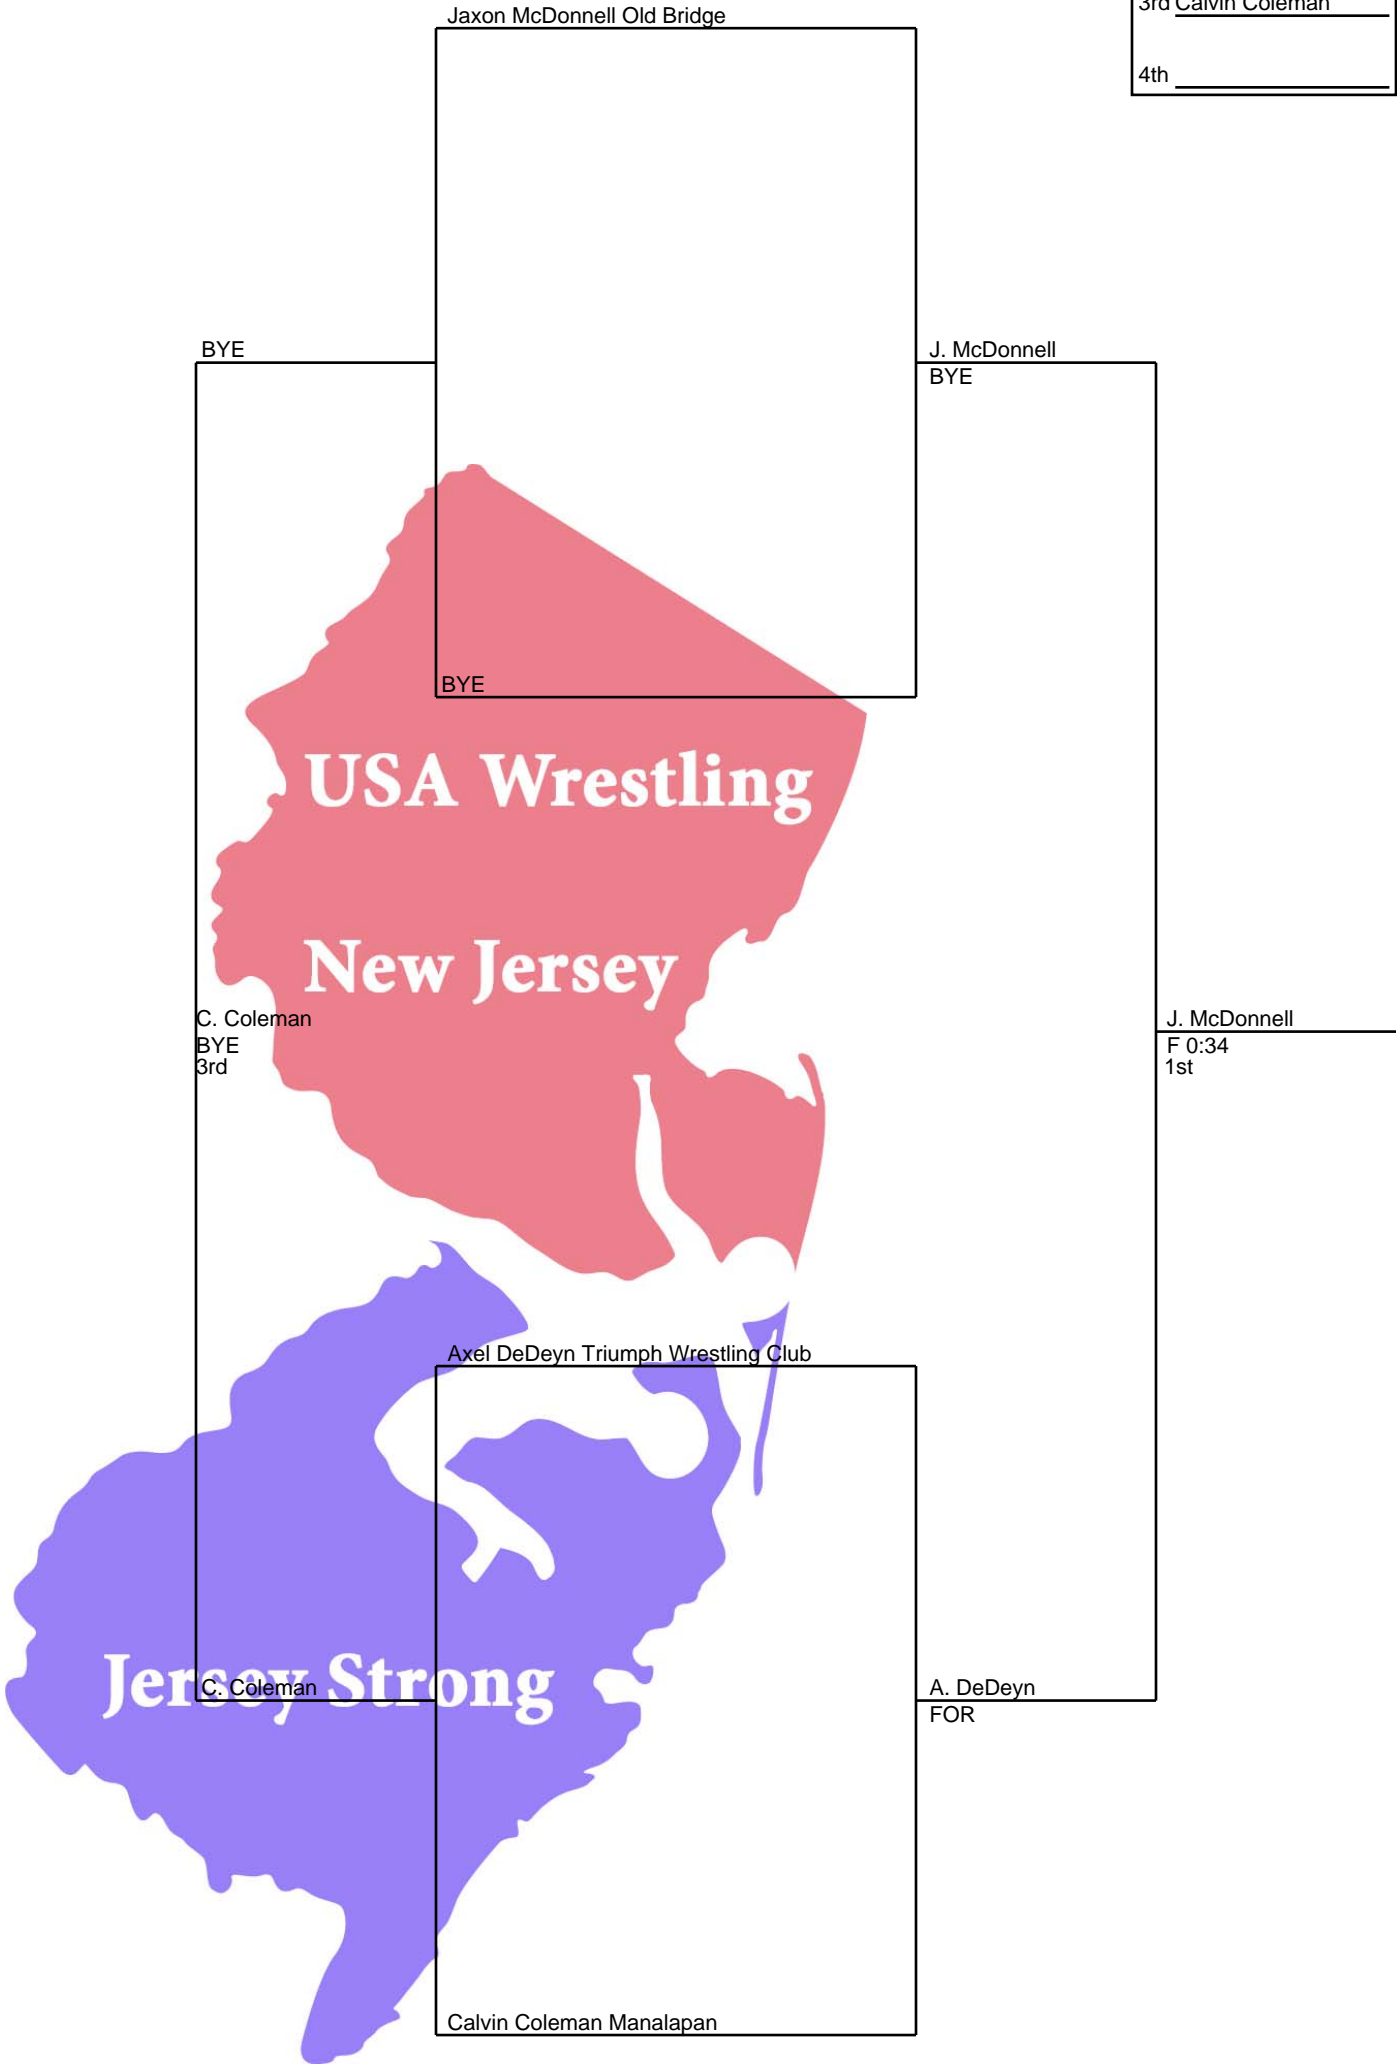 3rd Calvin Coleman
Jaxon McDonnell Old Bridge
4th
BYE
J. McDonnell
BYE
BYE
USA Wrestling
New Jersey
C. Coleman
BYE
3rd
J. McDonnell
F 0:34
1st
Axel DeDeyn Triumph Wrestling Club
Jersey Strong
C. Coleman
A. DeDeyn
FOR
Calvin Coleman Manalapan